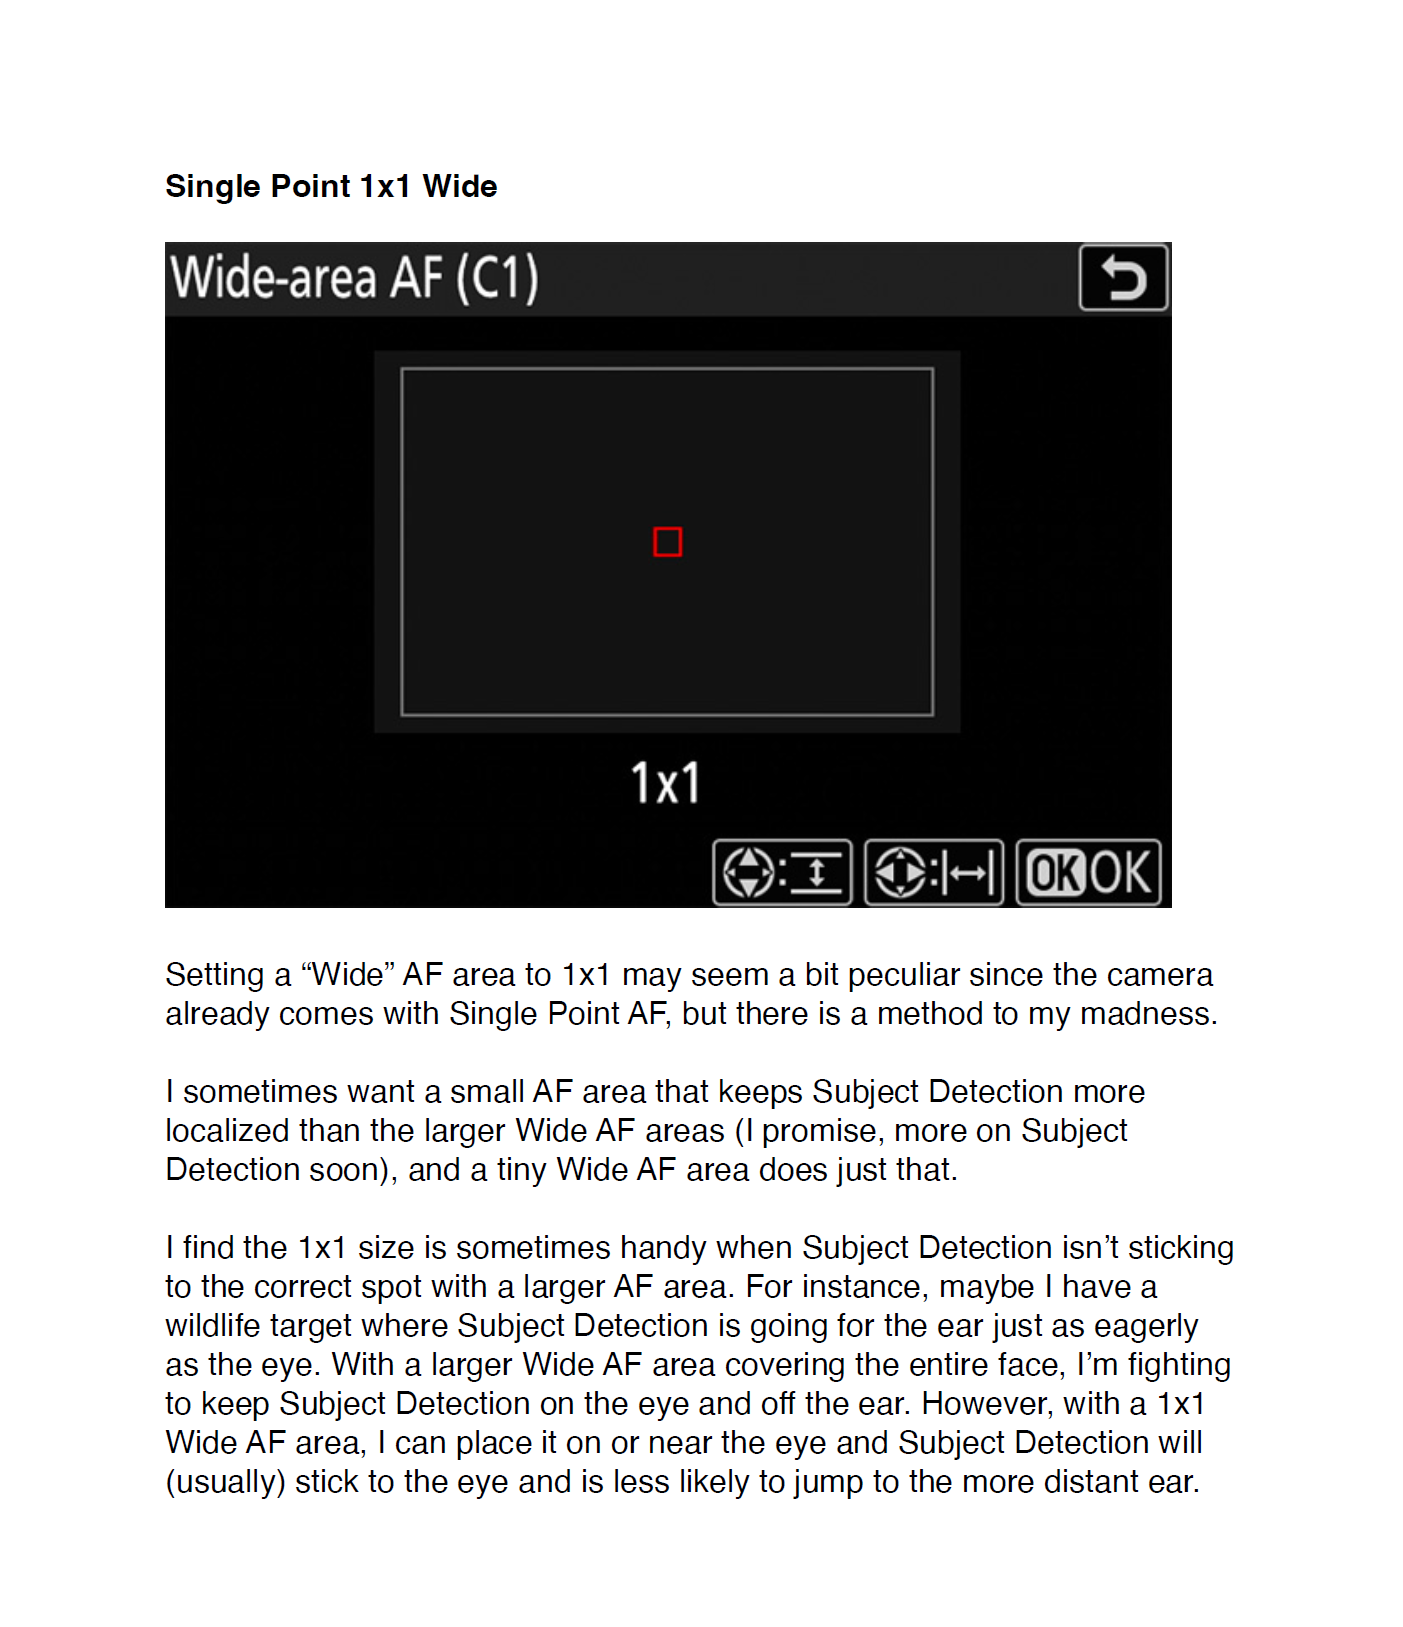 Single Point 1x1 Wide
Wide-area AF (C1)
1x1
: : OK OK
Setting a “Wide” AF area to 1x1 may seem a bit peculiar since the camera
already comes with Single Point AF, but there is a method to my madness.
I sometimes want a small AF area that keeps Subject Detection more
localized than the larger Wide AF areas (I promise, more on Subject
Detection soon), and a tiny Wide AF area does just that.
I find the 1x1 size is sometimes handy when Subject Detection isn’t sticking
to the correct spot with a larger AF area. For instance, maybe I have a
wildlife target where Subject Detection is going for the ear just as eagerly
as the eye. With a larger Wide AF area covering the entire face, I’m fighting
to keep Subject Detection on the eye and off the ear. However, with a 1x1
Wide AF area, I can place it on or near the eye and Subject Detection will
(usually) stick to the eye and is less likely to jump to the more distant ear.